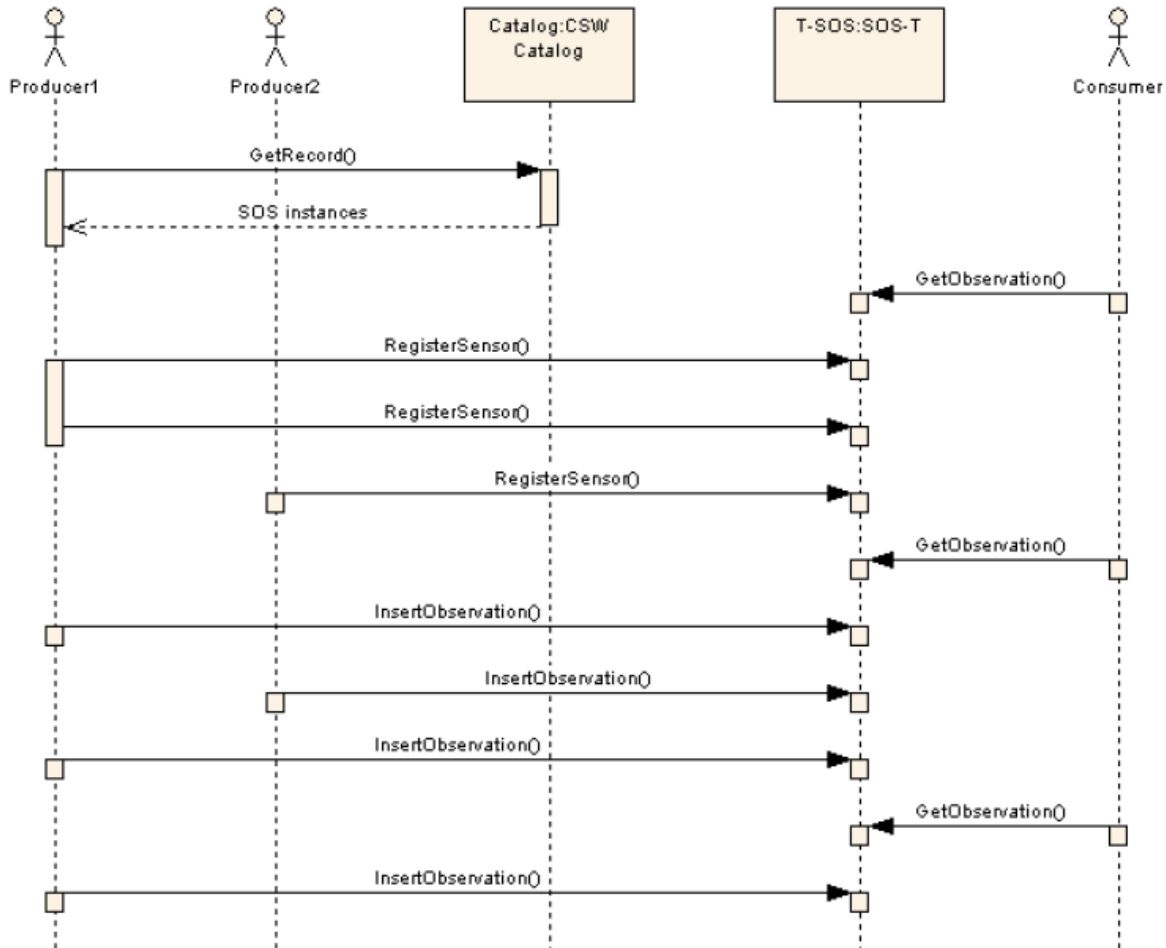 Catalog:CSW
Catalog
T-SOS:SOS-T
Producer1
Producer2
Consumer
GetRecord()
SOS instances
GetObservation()
RegisterSensor()
RegisterSensor()
RegisterSensor()
GetObservation()
InsertObservation()
InsertObservation()
InsertObservation()
GetObservation()
InsertObservation()